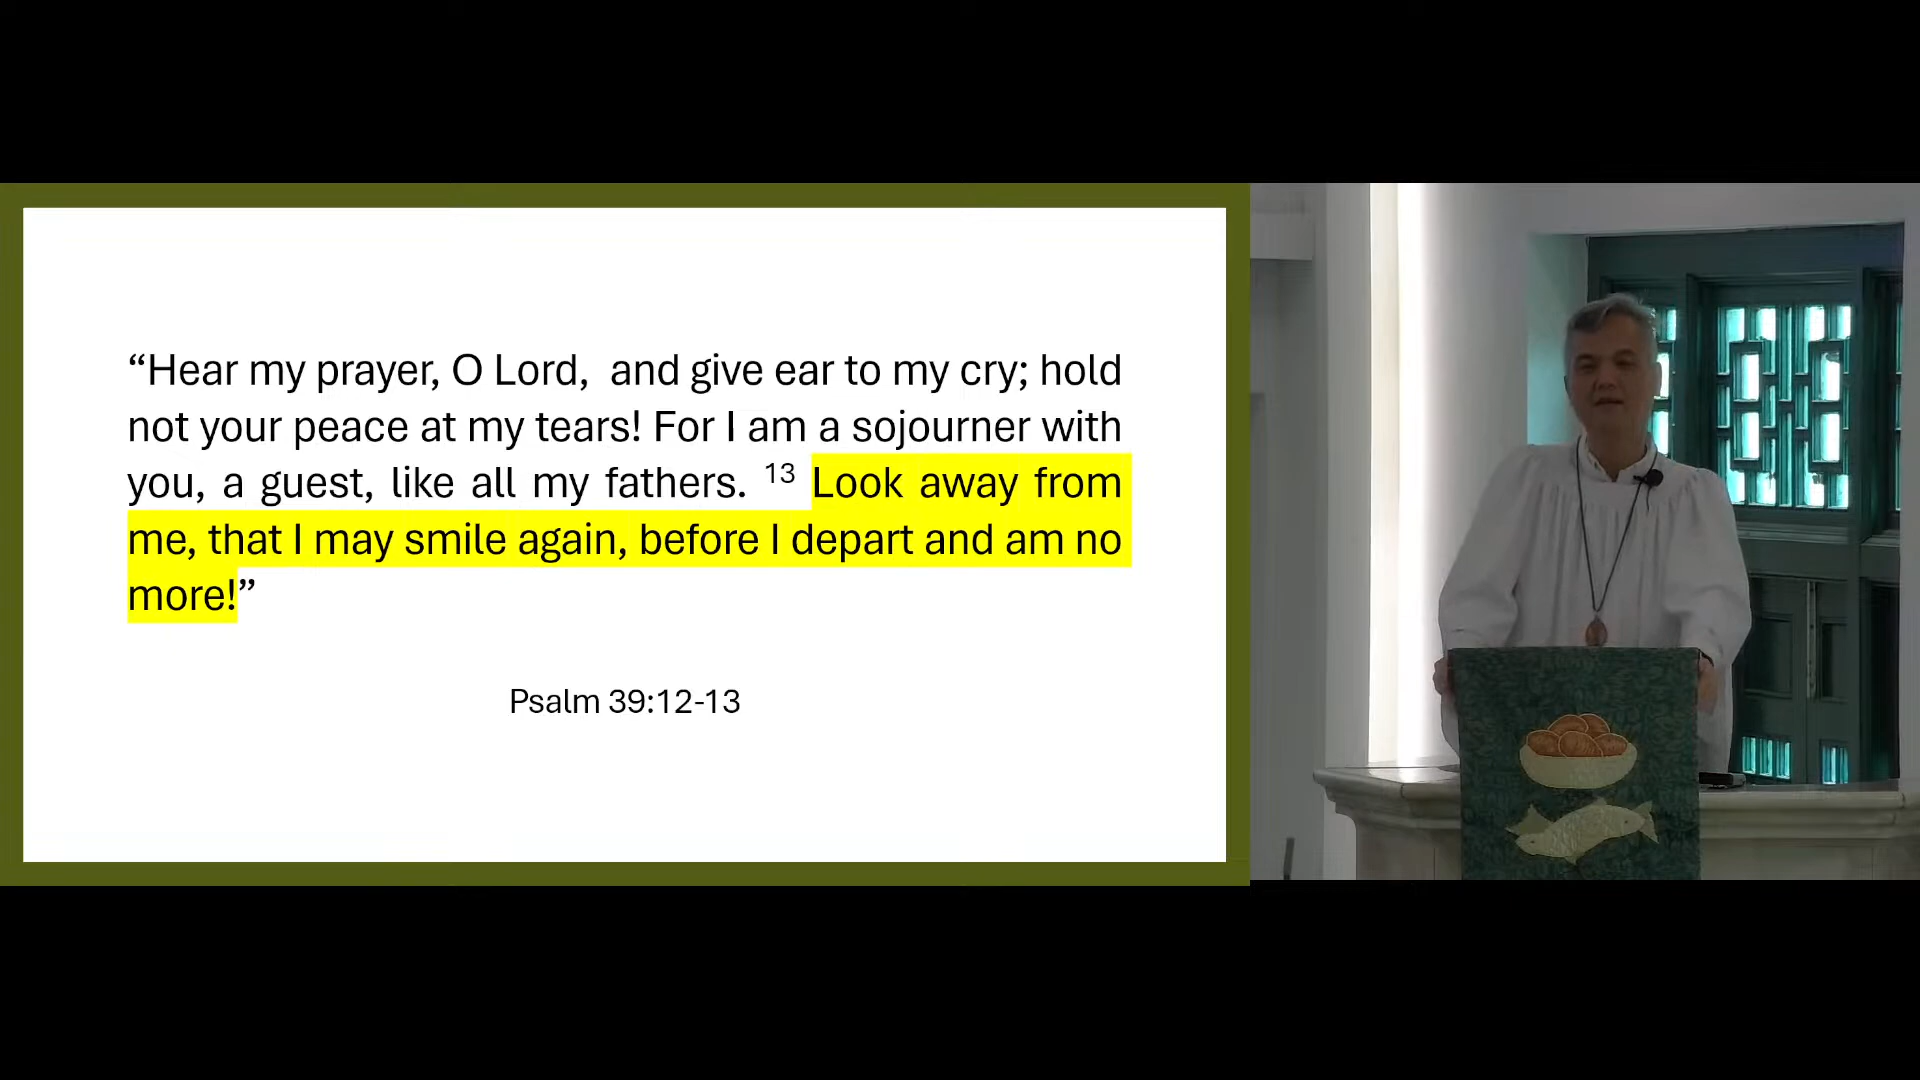 “Hear my prayer, O Lord,  and give ear to my cry; hold
not your peace at my tears! For I am a sojourner with
you, a guest, like all my fathers. ¹³ Look away from
me, that I may smile again, before I depart and am no
more!”
Psalm 39:12-13